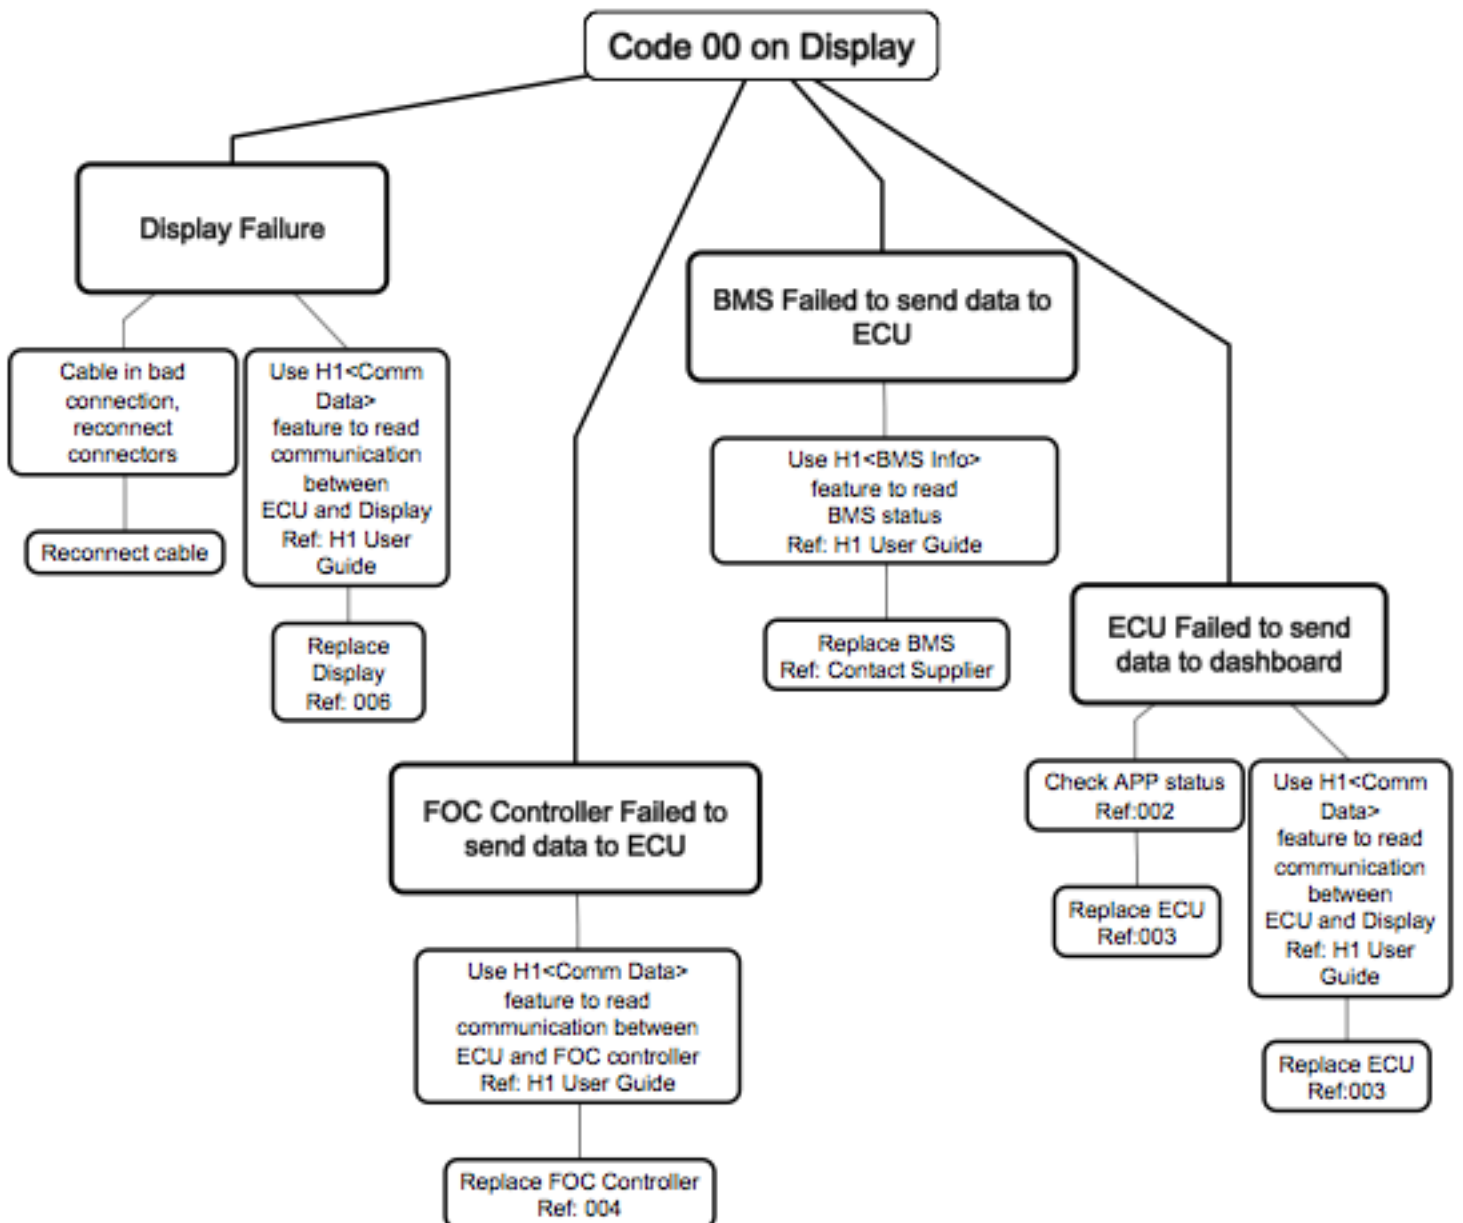 Code 00 on Display
Display Failure
Cable in bad
connection,
reconnect
connectors
Reconnect cable
Use H1<Comm
Data>
feature to read
communication
between
ECU and Display
Ref: H1 User
Guide
Replace
Display
Ref: 006
FOC Controller Failed to
send data to ECU
Use H1<Comm Data>
feature to read
communication between
ECU and FOC controller
Ref: H1 User Guide
Replace FOC Controller
Ref: 004
BMS Failed to send data to
ECU
Use H1<BMS Info>
feature to read
BMS status
Ref: H1 User Guide
Replace BMS
Ref: Contact Supplier
ECU Failed to send
data to dashboard
Check APP status
Ref:002
Replace ECU
Ref:003
Use H1<Comm
Data>
feature to read
communication
between
ECU and Display
Ref: H1 User
Guide
Replace ECU
Ref:003